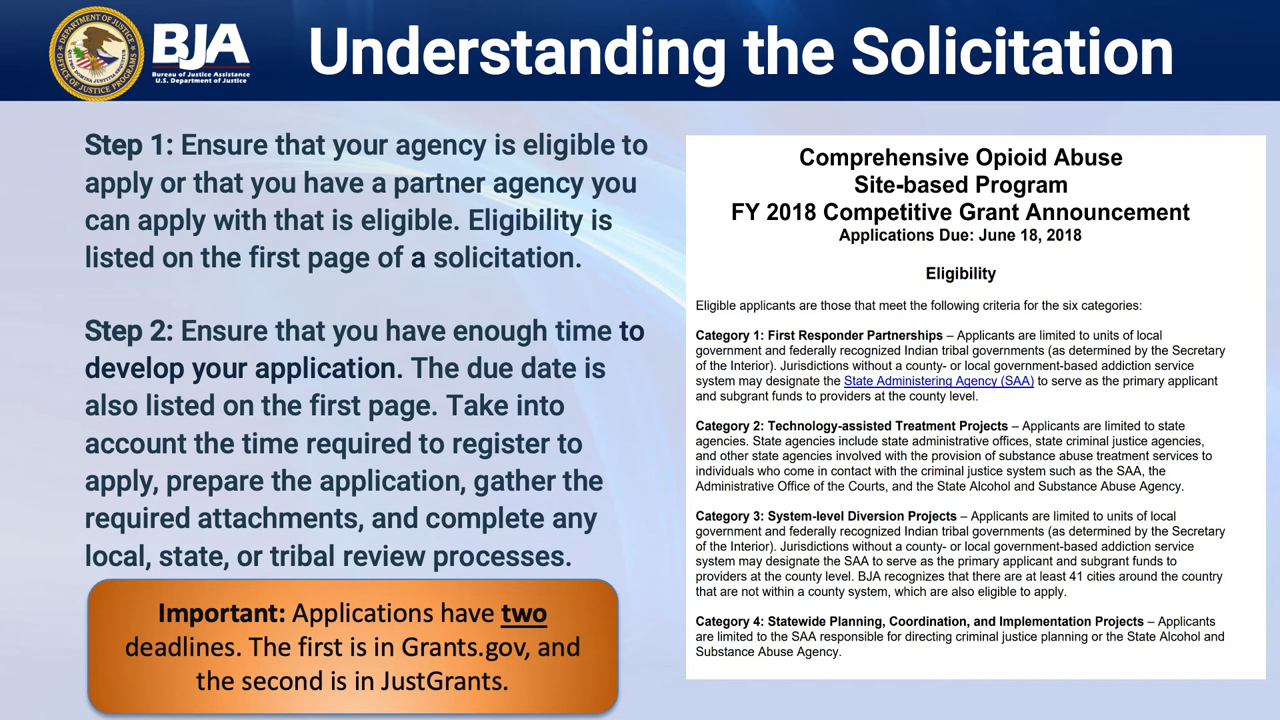 DEPARTMENT OF JUSTICE
OFFICE OF JUSTICE PROGRAMS
BJA
Bureau of Justice Assistance
U.S. Department of Justice
Understanding the Solicitation
Step 1: Ensure that your agency is eligible to
apply or that you have a partner agency you
can apply with that is eligible. Eligibility is
listed on the first page of a solicitation.
Step 2: Ensure that you have enough time to
develop your application. The due date is
also listed on the first page. Take into
account the time required to register to
apply, prepare the application, gather the
required attachments, and complete any
local, state, or tribal review processes.
Important: Applications have two
deadlines. The first is in Grants.gov, and
the second is in JustGrants.
Comprehensive Opioid Abuse
Site-based Program
FY 2018 Competitive Grant Announcement
Applications Due: June 18, 2018
Eligibility
Eligible applicants are those that meet the following criteria for the six categories:
Category 1: First Responder Partnerships – Applicants are limited to units of local
government and federally recognized Indian tribal governments (as determined by the Secretary
of the Interior). Jurisdictions without a county- or local government-based addiction service
system may designate the State Administering Agency (SAA) to serve as the primary applicant
and subgrant funds to providers at the county level.
Category 2: Technology-assisted Treatment Projects – Applicants are limited to state
agencies. State agencies include state administrative offices, state criminal justice agencies,
and other state agencies involved with the provision of substance abuse treatment services to
individuals who come in contact with the criminal justice system such as the SAA, the
Administrative Office of the Courts, and the State Alcohol and Substance Abuse Agency.
Category 3: System-level Diversion Projects – Applicants are limited to units of local
government and federally recognized Indian tribal governments (as determined by the Secretary
of the Interior). Jurisdictions without a county- or local government-based addiction service
system may designate the SAA to serve as the primary applicant and subgrant funds to
providers at the county level. BJA recognizes that there are at least 41 cities around the country
that are not within a county system, which are also eligible to apply.
Category 4: Statewide Planning, Coordination, and Implementation Projects – Applicants
are limited to the SAA responsible for directing criminal justice planning or the State Alcohol and
Substance Abuse Agency.